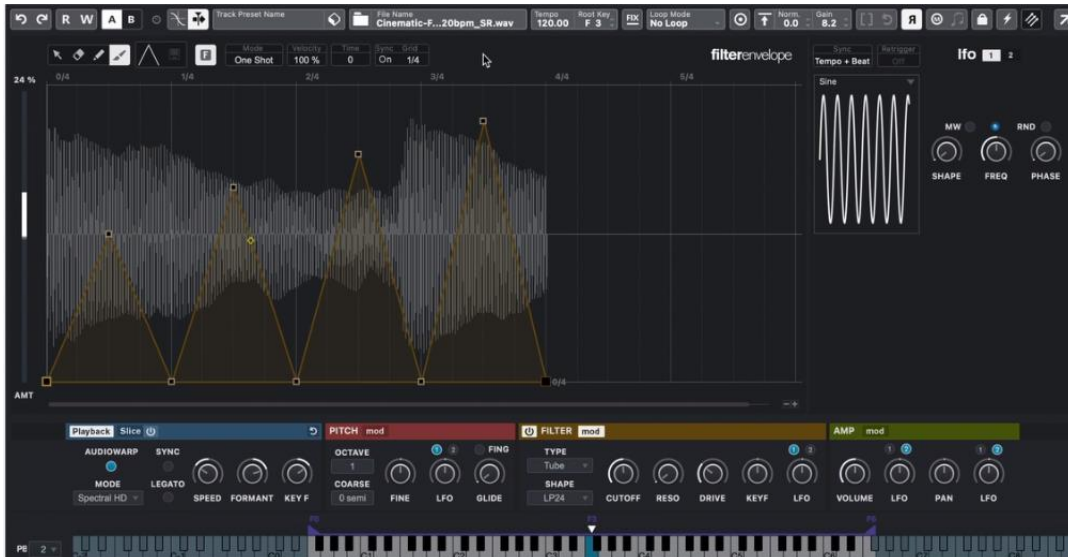 R W A B Track Preset Name File Name Tempo Root Key Loop Mode Norm. Gain
Cinematic-F...20bpm_SR.wav 120.00 F 3 FIX No Loop 0.0 8.2 R M
F Mode Velocity Time Sync Grid filterenvelope Sync Retrigger lfo 1 2
One Shot 100 % 0 On 1/4 Tempo + Beat Off
24 % 0/4 1/4 2/4 3/4 4/4 5/4 Sine
MW RND
SHAPE FREQ PHASE
0/4
AMT
Playback Slice PITCH mod FILTER mod AMP mod
AUDIOWARP SYNC OCTAVE 1 2 FING TYPE 1 2 1 2 1 2
1 Tube
MODE LEGATO COARSE SHAPE
Spectral HD SPEED FORMANT KEY F 0 semi FINE LFO GLIDE LP24 CUTOFF RESO DRIVE KEYF LFO VOLUME LFO PAN LFO
F3
PB 2